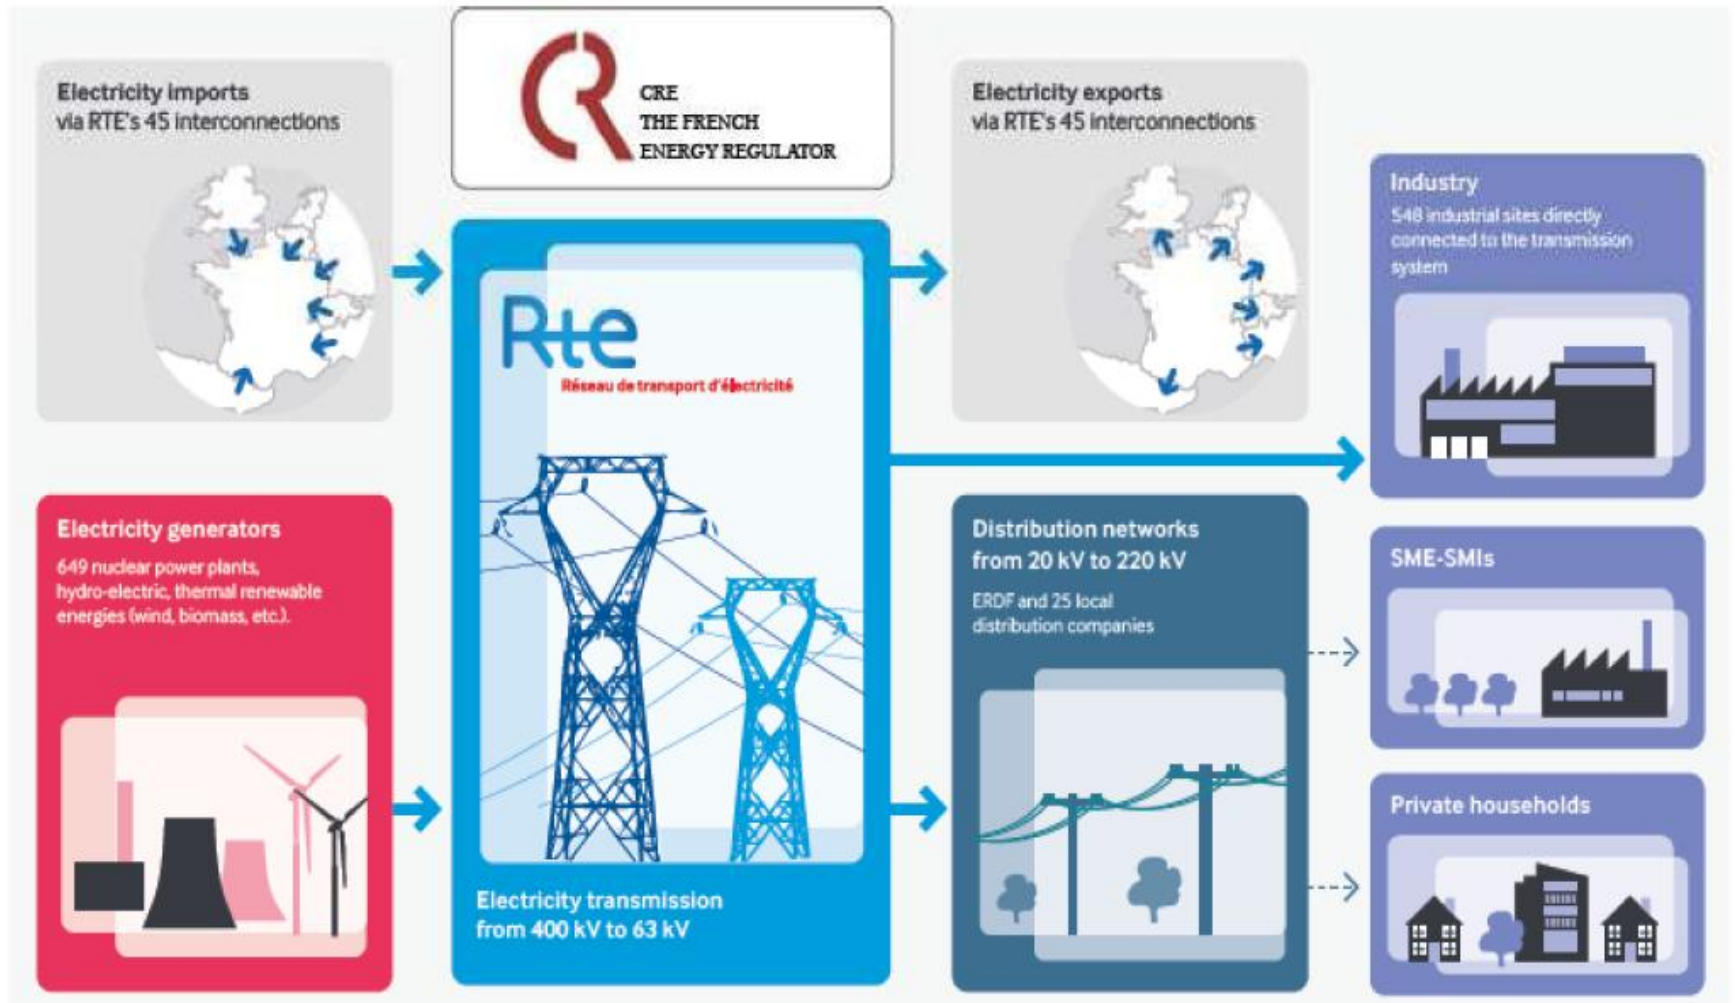 Electricity imports
via RTE's 45 interconnections
CRE
THE FRENCH
ENERGY REGULATOR
Electricity exports
via RTE's 45 interconnections
Industry
548 industrial sites directly
connected to the transmission
system
Rte
Réseau de transport d'électricité
Electricity generators
649 nuclear power plants,
hydro-electric, thermal renewable
energies (wind, biomass, etc.).
Electricity transmission
from 400 kV to 63 kV
Distribution networks
from 20 kV to 220 kV
ERDF and 25 local
distribution companies
SME-SMIs
Private households